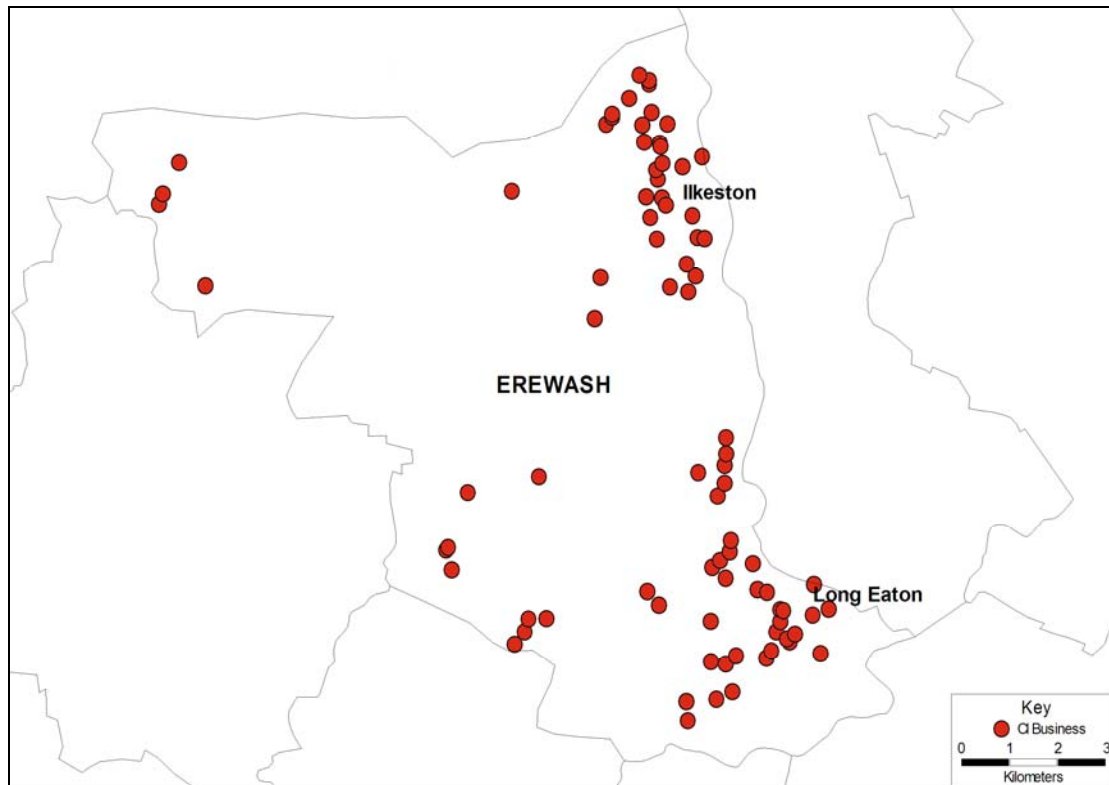 Ilkeston
EREWASH
Long Eaton
Key
CI Business
0 1 2 3
Kilometers